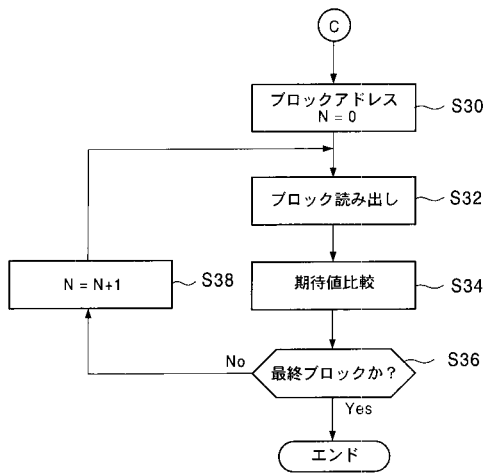 C
ブロックアドレス
N = 0
S30
ブロック読み出し
S32
N = N+1
S38
期待値比較
S34
No
最終ブロックか？
S36
Yes
エンド